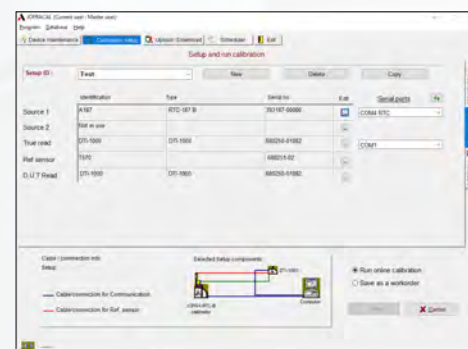 JOFRACAL (Current user : Master user)
Program Database Help
Device maintenance Calibration setup Upload / Download Scheduler Exit
Setup and run calibration
Setup ID : Test New Delete Copy
Identification Type Serial no. Edit Serial ports
Source 1 A187 RTC-187 B COM4 RTC
Source 2 Not in use
True read DTI-1000 DTI-1000 COM1
Ref sensor
D.U.T Read DTI-1000 DTI-1000
Cable / connection info Selected Setup components
Setup:
DTI-1000
Cable/connection for Communication
Cable/connection for Ref. sensor
calibrator
Computer
Run online calibration
Save as a workorder
Cancel